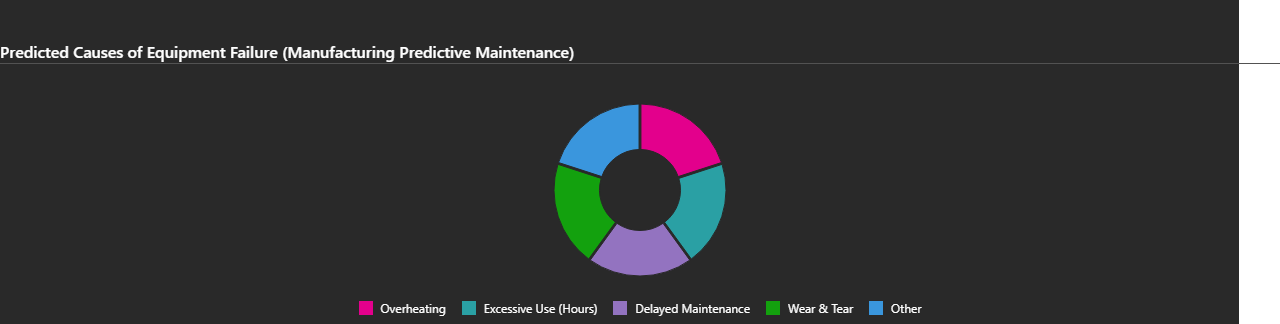 Predicted Causes of Equipment Failure (Manufacturing Predictive Maintenance)
Overheating Excessive Use (Hours) Delayed Maintenance Wear & Tear Other